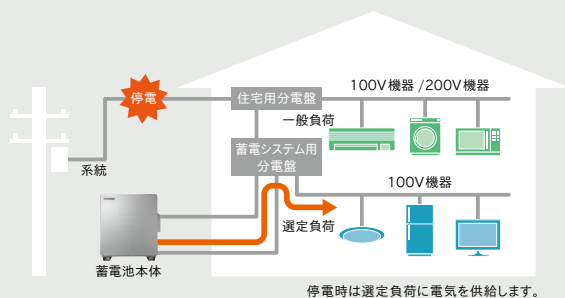 停電
住宅用分電盤
100V機器 /200V機器
一般負荷
蓄電システム用
分電盤
系統
100V機器
選定負荷
蓄電池本体
停電時は選定負荷に電気を供給します。